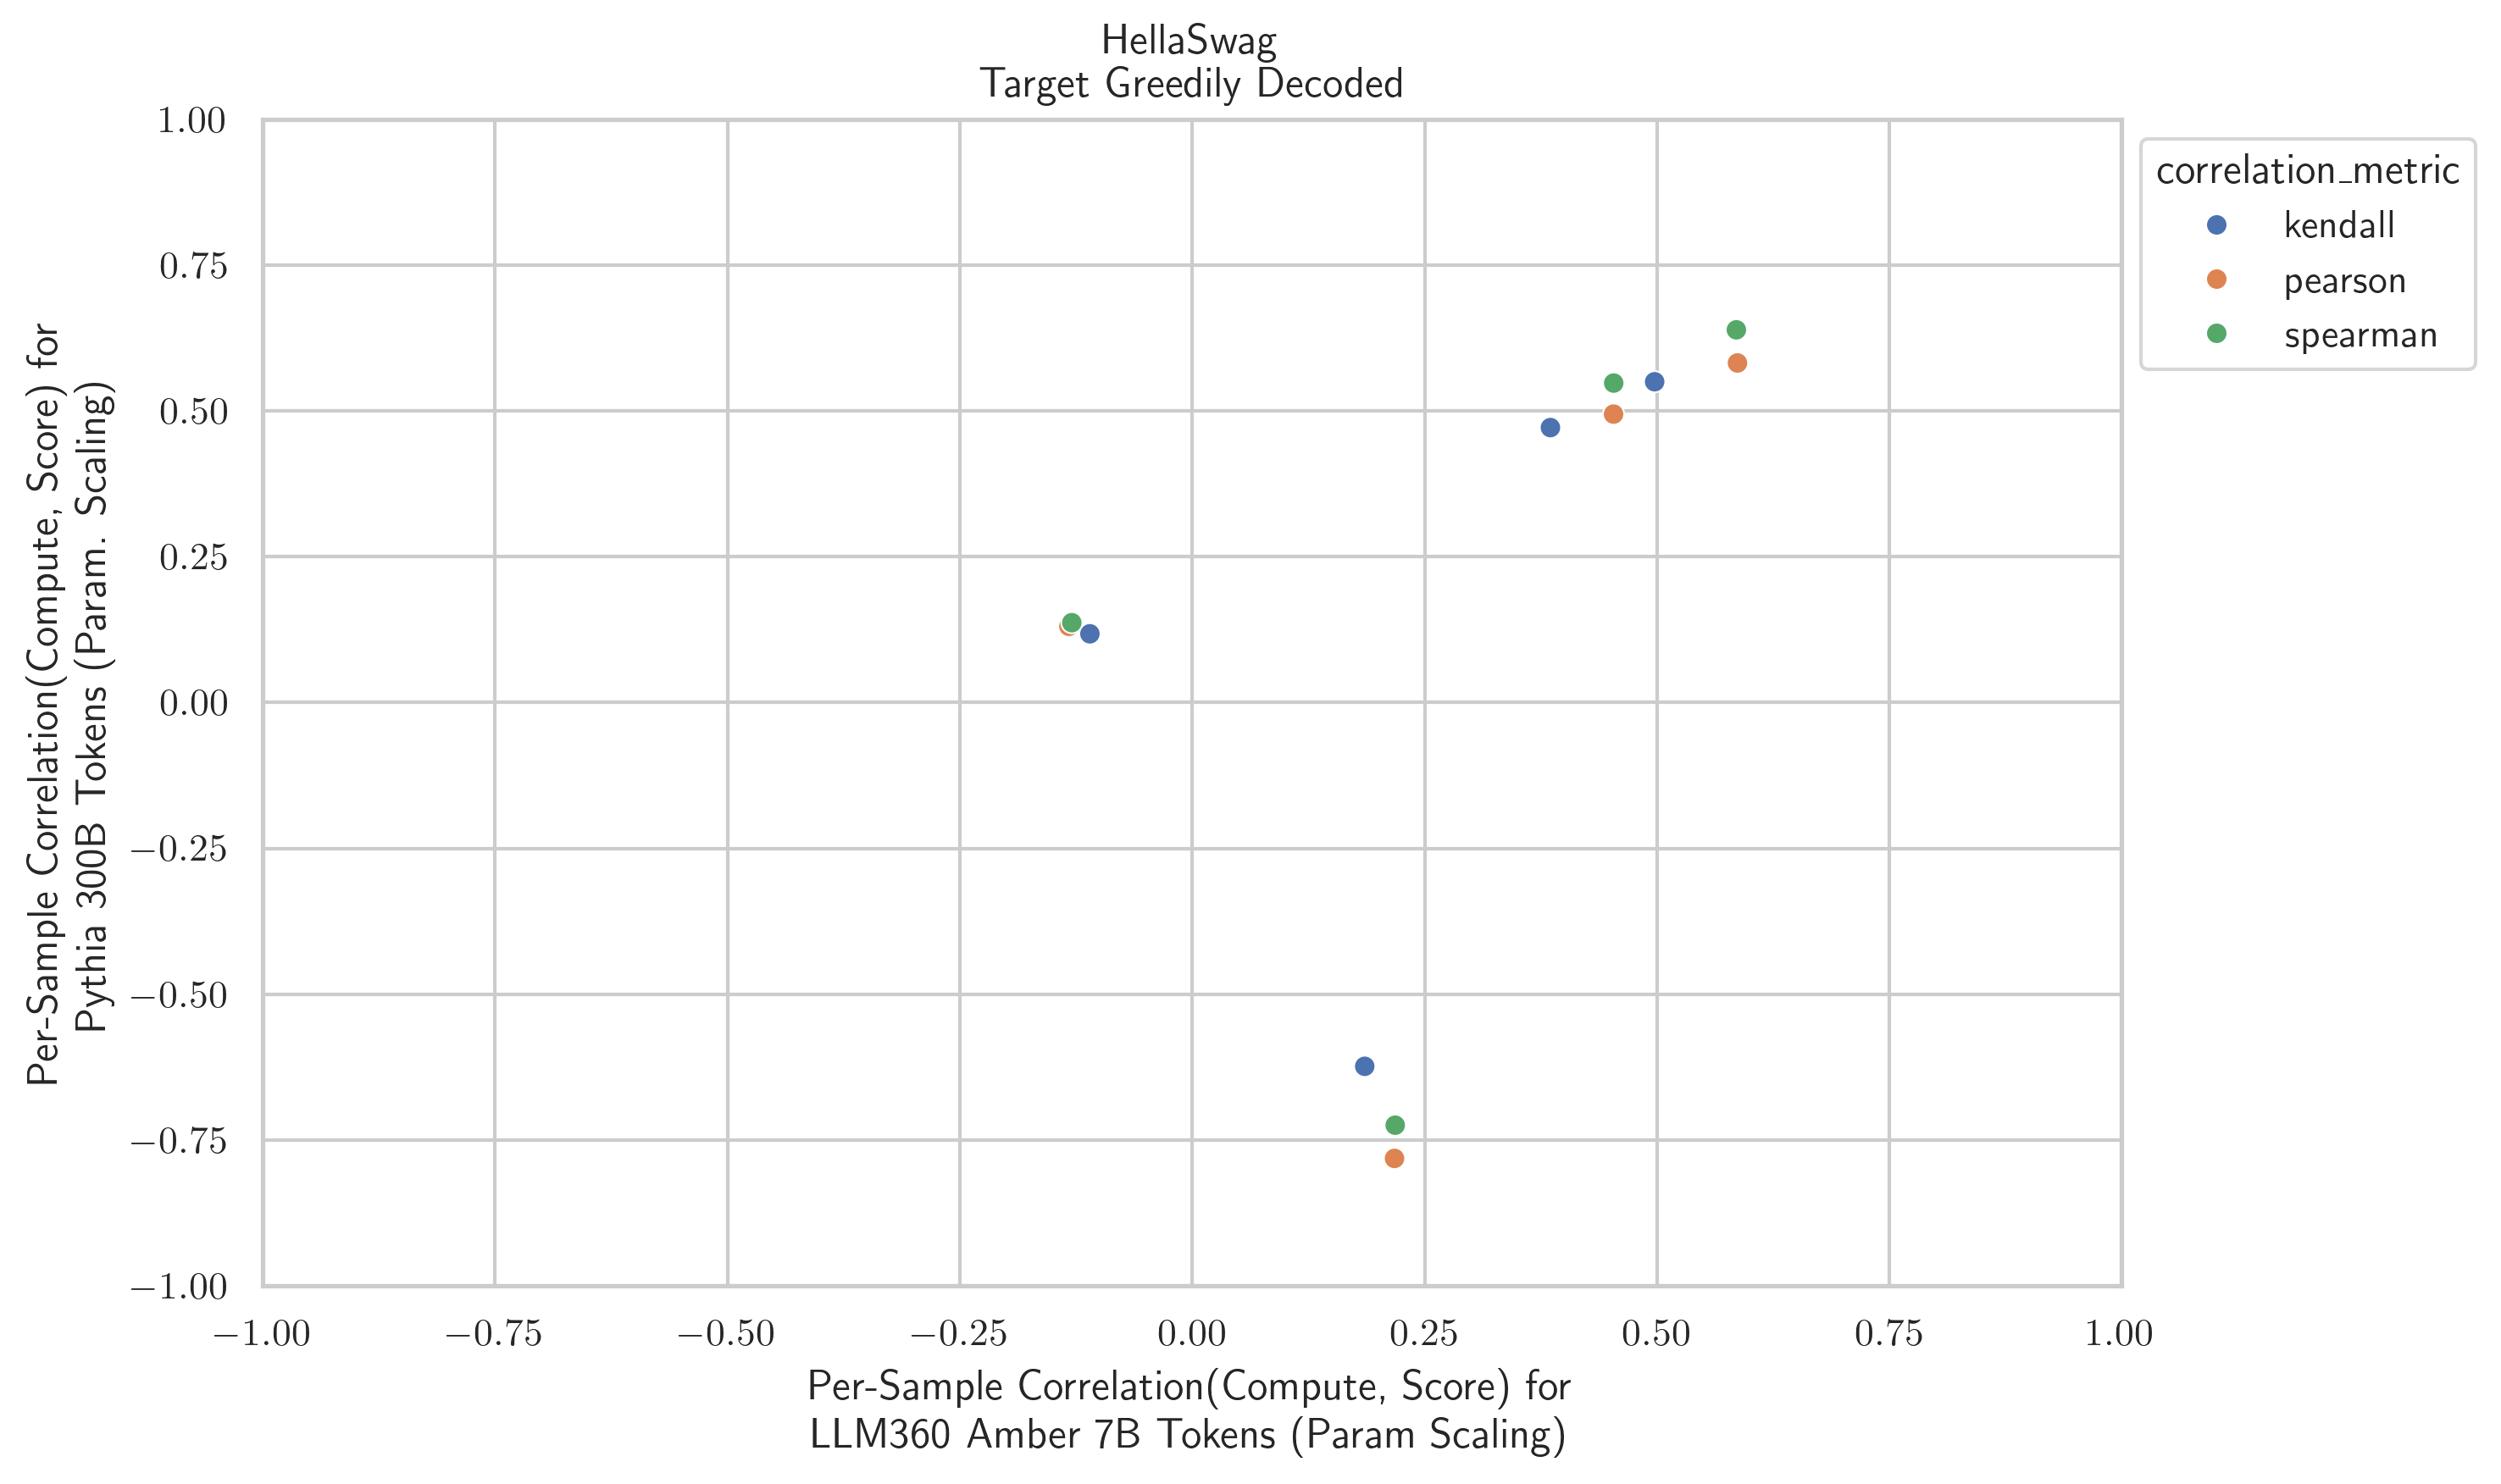 HellaSwag
Target Greedily Decoded
1.00
0.75
0.50
0.25
0.00
−0.25
−0.50
−0.75
−1.00
Per-Sample Correlation(Compute, Score) for
Pythia 300B Tokens (Param. Scaling)
correlation_metric
kendall
pearson
spearman
−1.00
−0.75
−0.50
−0.25
0.00
0.25
0.50
0.75
1.00
Per-Sample Correlation(Compute, Score) for
LLM360 Amber 7B Tokens (Param Scaling)